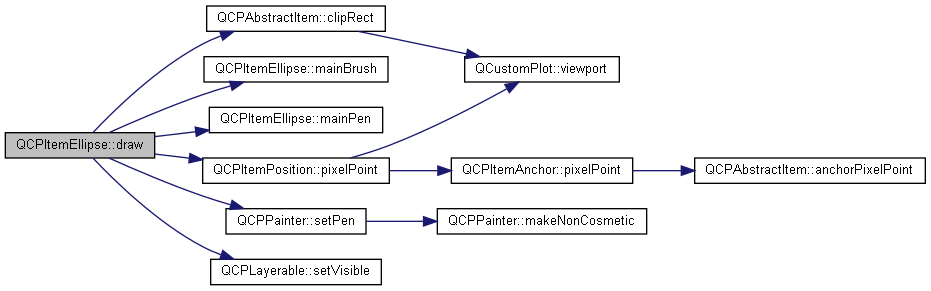 QCPAbstractItem::clipRect
QCPItemEllipse::mainBrush
QCustomPlot::viewport
QCPItemEllipse::mainPen
QCPItemEllipse::draw
QCPItemPosition::pixelPoint
QCPItemAnchor::pixelPoint
QCPAbstractItem::anchorPixelPoint
QCPPainter::setPen
QCPPainter::makeNonCosmetic
QCPLayerable::setVisible